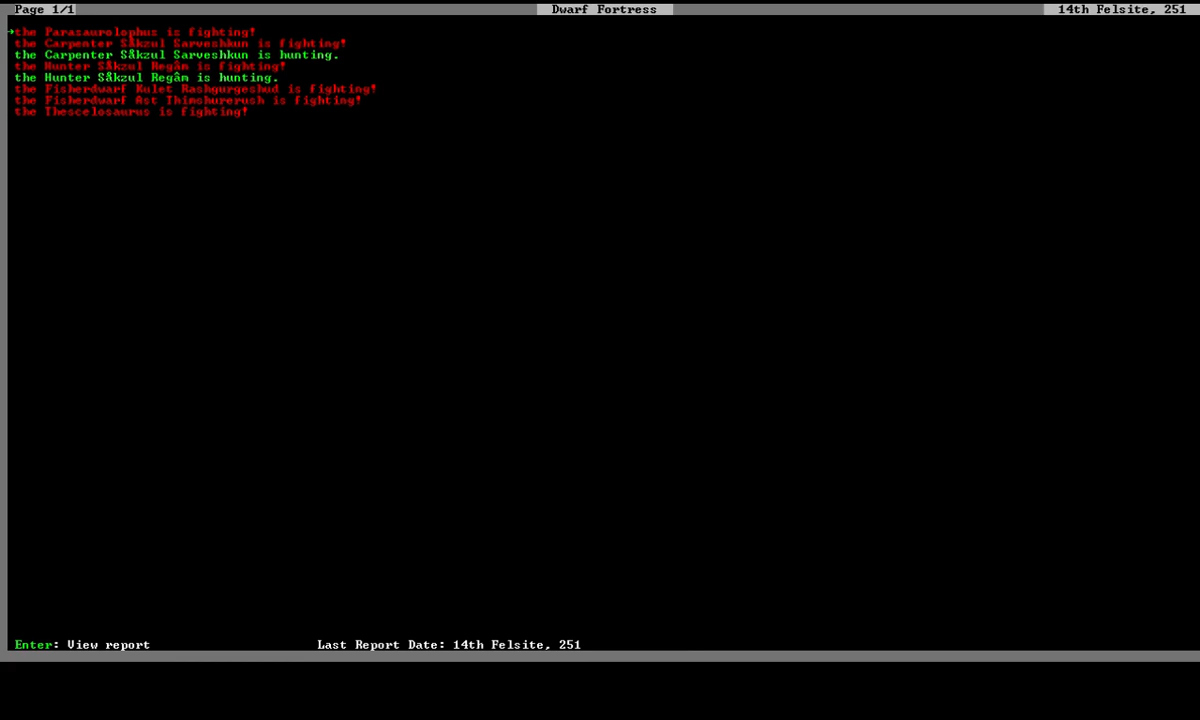 Page 1/1 Dwarf Fortress 14th Felsite, 251
→the Parasaurolophus is fighting!
the Carpenter Såkzul Sarveshkun is fighting!
the Carpenter Såkzul Sarveshkun is hunting.
the Hunter Såkzul Regâm is fighting!
the Hunter Såkzul Regâm is hunting.
the Fisherdwarf Kulet Rashgurgeshud is fighting!
the Fisherdwarf Ast Thimshurerush is fighting!
the Thescelosaurus is fighting!
Enter: View report Last Report Date: 14th Felsite, 251